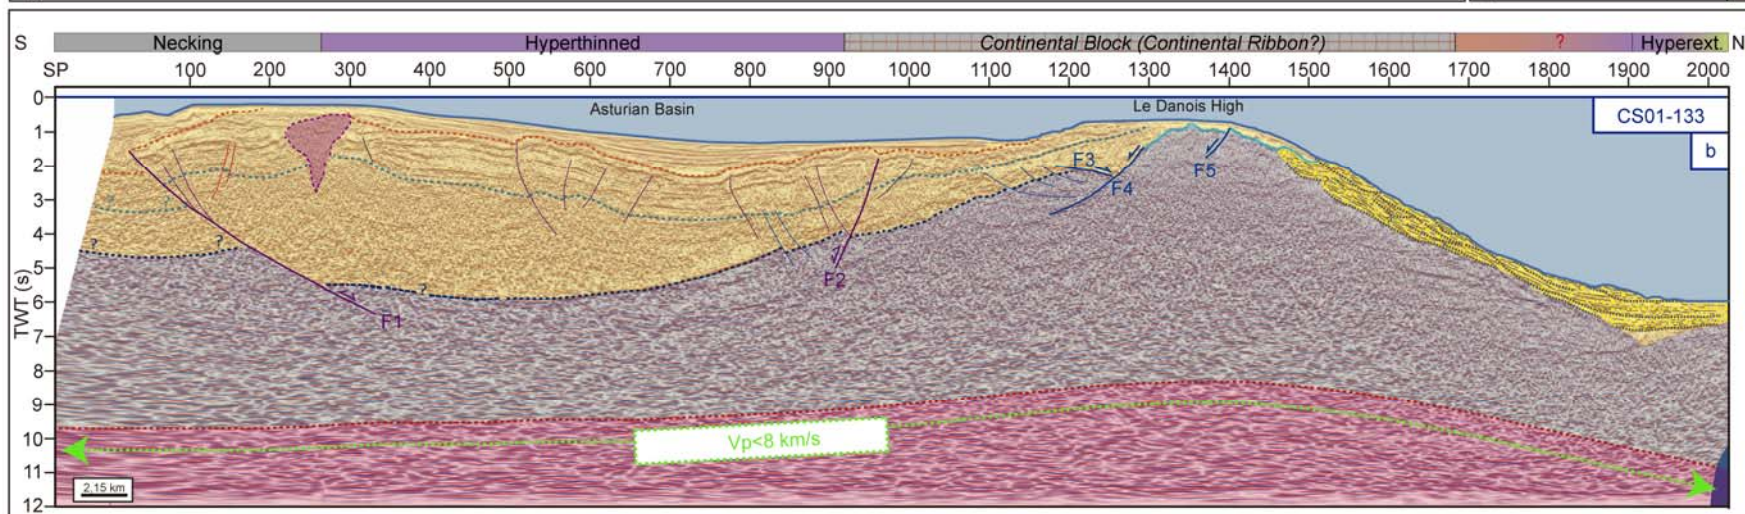 S Necking Hyperthinned Continental Block (Continental Ribbon?) ? Hyperext. N
SP 100 200 300 400 500 600 700 800 900 1000 1100 1200 1300 1400 1500 1600 1700 1800 1900 2000
Asturian Basin Le Danois High
CS01-133
b
TWT (s)
0
1
2
3
4
5
6
7
8
9
10
11
12
F3
F4
F5
? ?
F2
?
F1
Vp<8 km/s
2,15 km